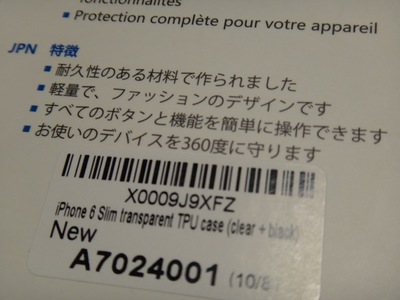 fonctionnalités
▪ Protection complète pour votre appareil
JPN 特徴
▪ 耐久性のある材料で作られました
▪ 軽量で、ファッションのデザインです
▪ すべてのボタンと機能を簡単に操作できます
▪ お使いのデバイスを360度に守ります
X0009J9XFZ
iPhone 6 Slim transparent TPU case (clear + black)
New
A7024001 (10/8)